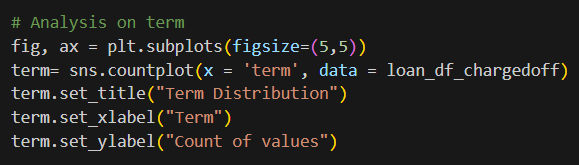 # Analysis on term
fig, ax = plt.subplots(figsize=(5,5))
term= sns.countplot(x = 'term', data = loan_df_chargedoff)
term.set_title("Term Distribution")
term.set_xlabel("Term")
term.set_ylabel("Count of values")